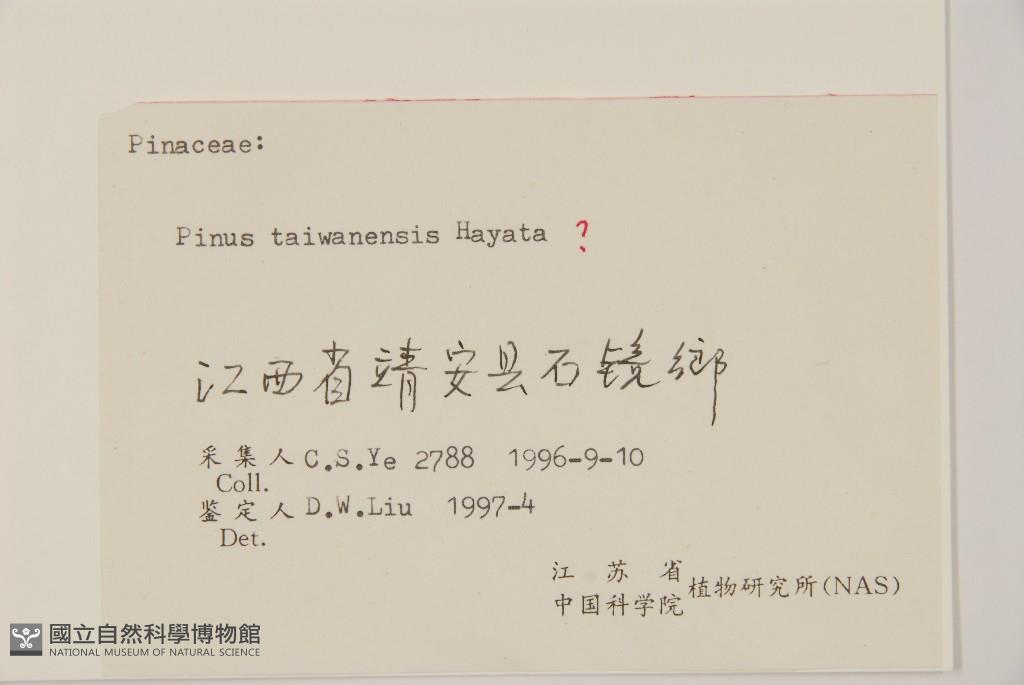 Pinaceae:
Pinus taiwanensis Hayata ?
江西省靖安县石镜鄉
采集人 C.S.Ye 2788 1996-9-10
Coll.
鉴定人 D.W.Liu 1997-4
Det.
江苏省
中国科学院 植物研究所(NAS)
國立自然科學博物館
NATIONAL MUSEUM OF NATURAL SCIENCE